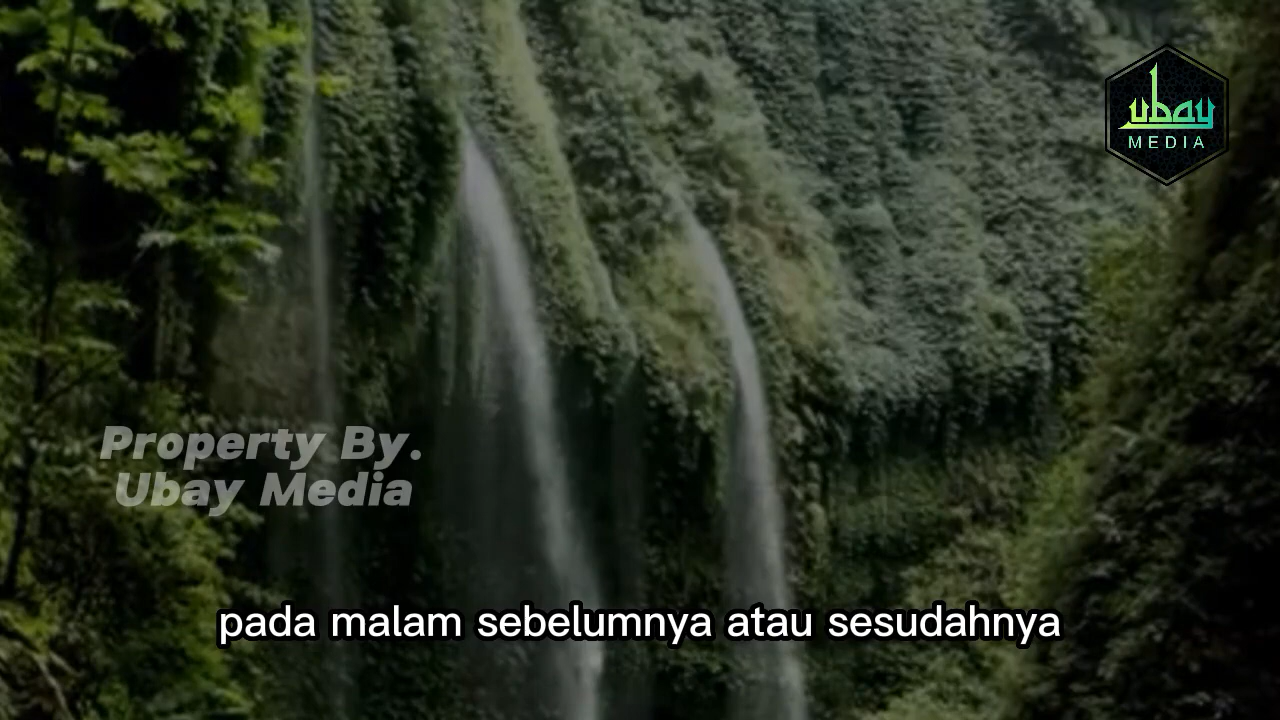 ubay
MEDIA
Property By.
Ubay Media
pada malam sebelumnya atau sesudahnya